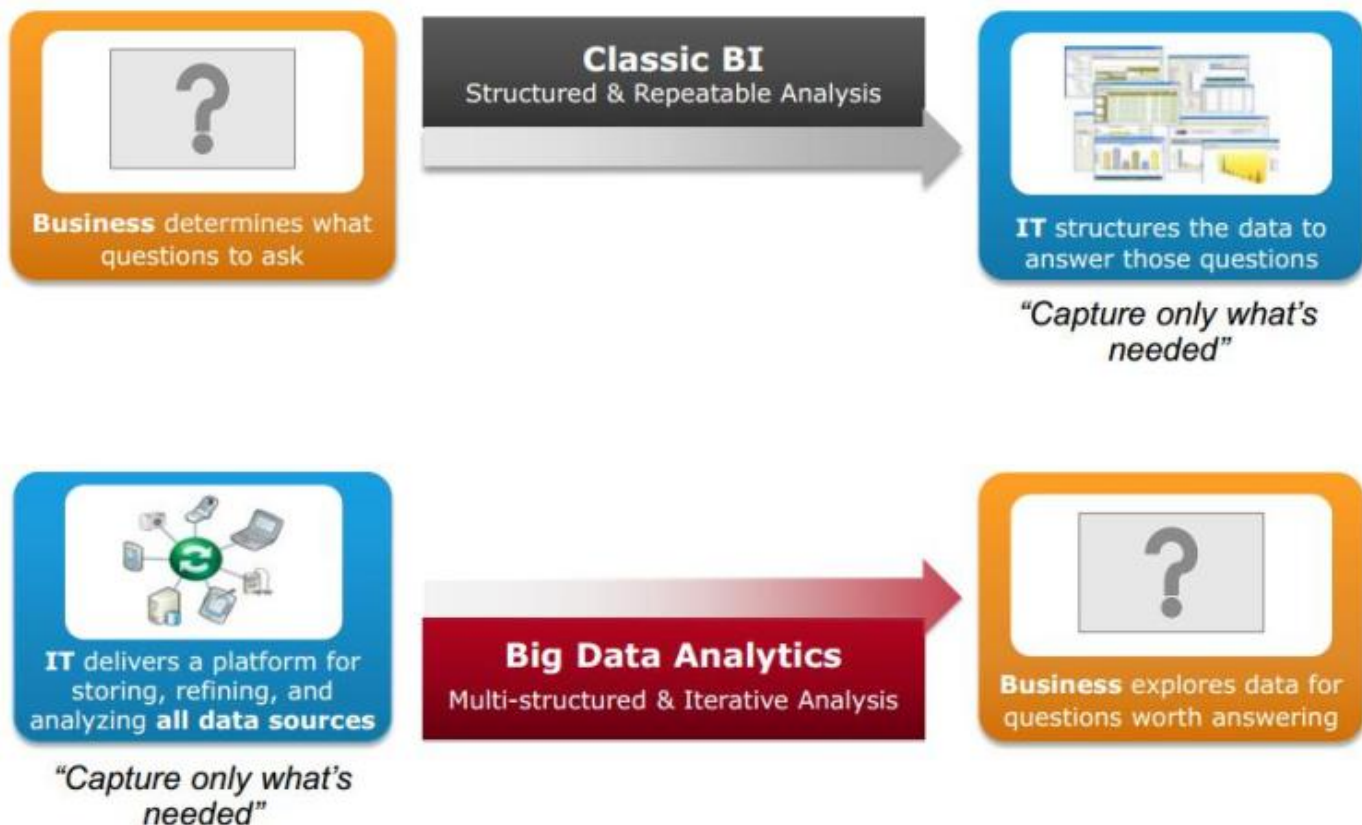 Classic BI
Structured & Repeatable Analysis
Business determines what
questions to ask
IT structures the data to
answer those questions
“Capture only what’s
needed”
IT delivers a platform for
storing, refining, and
analyzing all data sources
“Capture only what’s
needed”
Big Data Analytics
Multi-structured & Iterative Analysis
Business explores data for
questions worth answering